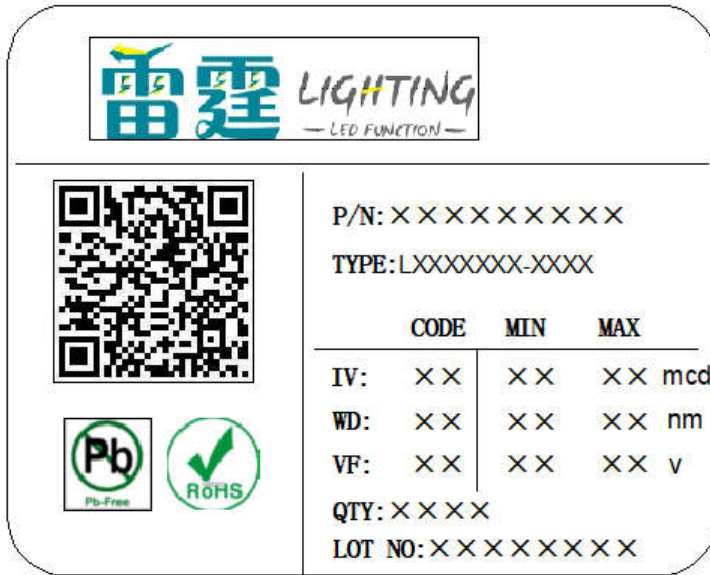 雷霆 LIGHTING
— LED FUNCTION —
P/N:×××××××××
TYPE:LXXXXXXX-XXXX
CODE MIN MAX
IV: ×× ×× ×× mcd
WD: ×× ×× ×× nm
VF: ×× ×× ×× v
QTY:××××
LOT NO:××××××××
Pb
Pb-Free
RoHS